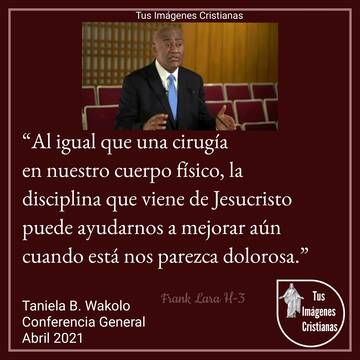 Tus Imágenes Cristianas
“Al igual que una cirugía
en nuestro cuerpo físico, la
disciplina que viene de Jesucristo
puede ayudarnos a mejorar aún
cuando está nos parezca dolorosa.”
Frank Lara H-3
Taniela B. Wakolo
Conferencia General
Abril 2021
Tus
Imágenes
Cristianas